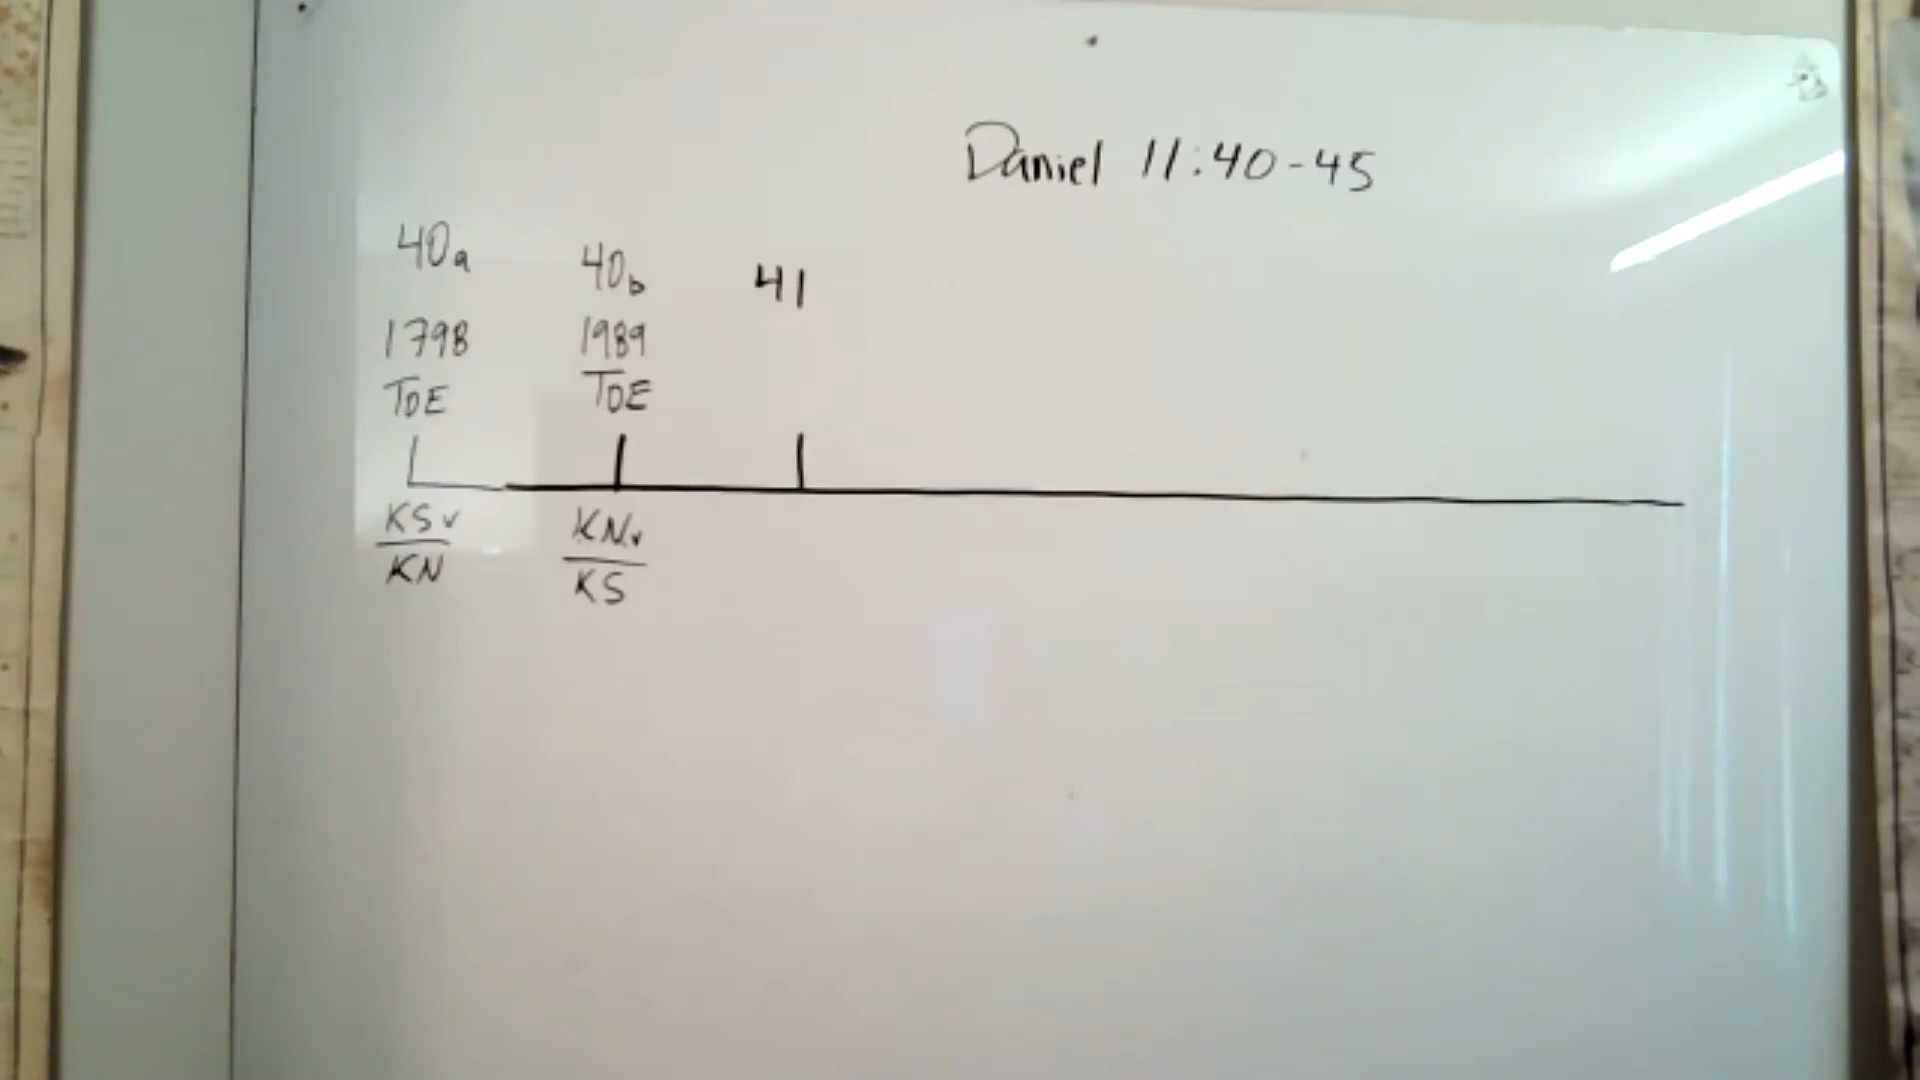 Daniel 11:40-45
40a 40b 41
1798 1989
TOE TOE
KS v KN v
KN KS